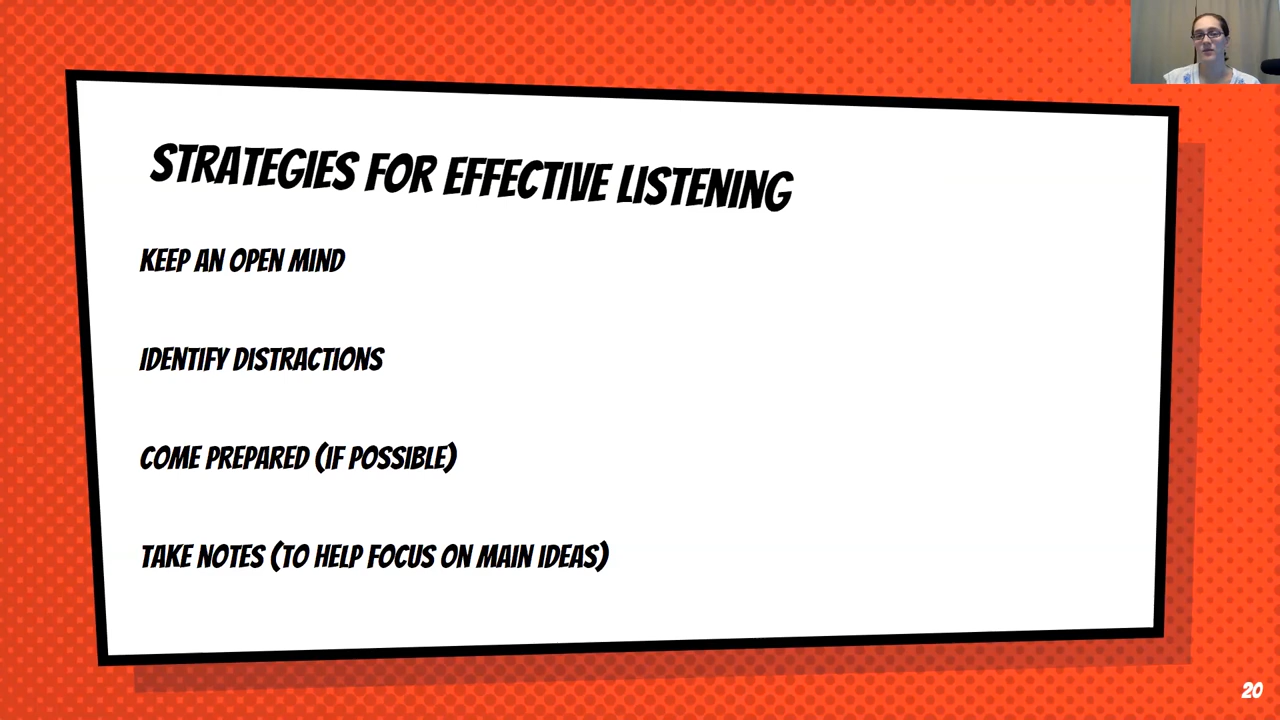 STRATEGIES FOR EFFECTIVE LISTENING
KEEP AN OPEN MIND
IDENTIFY DISTRACTIONS
COME PREPARED (IF POSSIBLE)
TAKE NOTES (TO HELP FOCUS ON MAIN IDEAS)
20